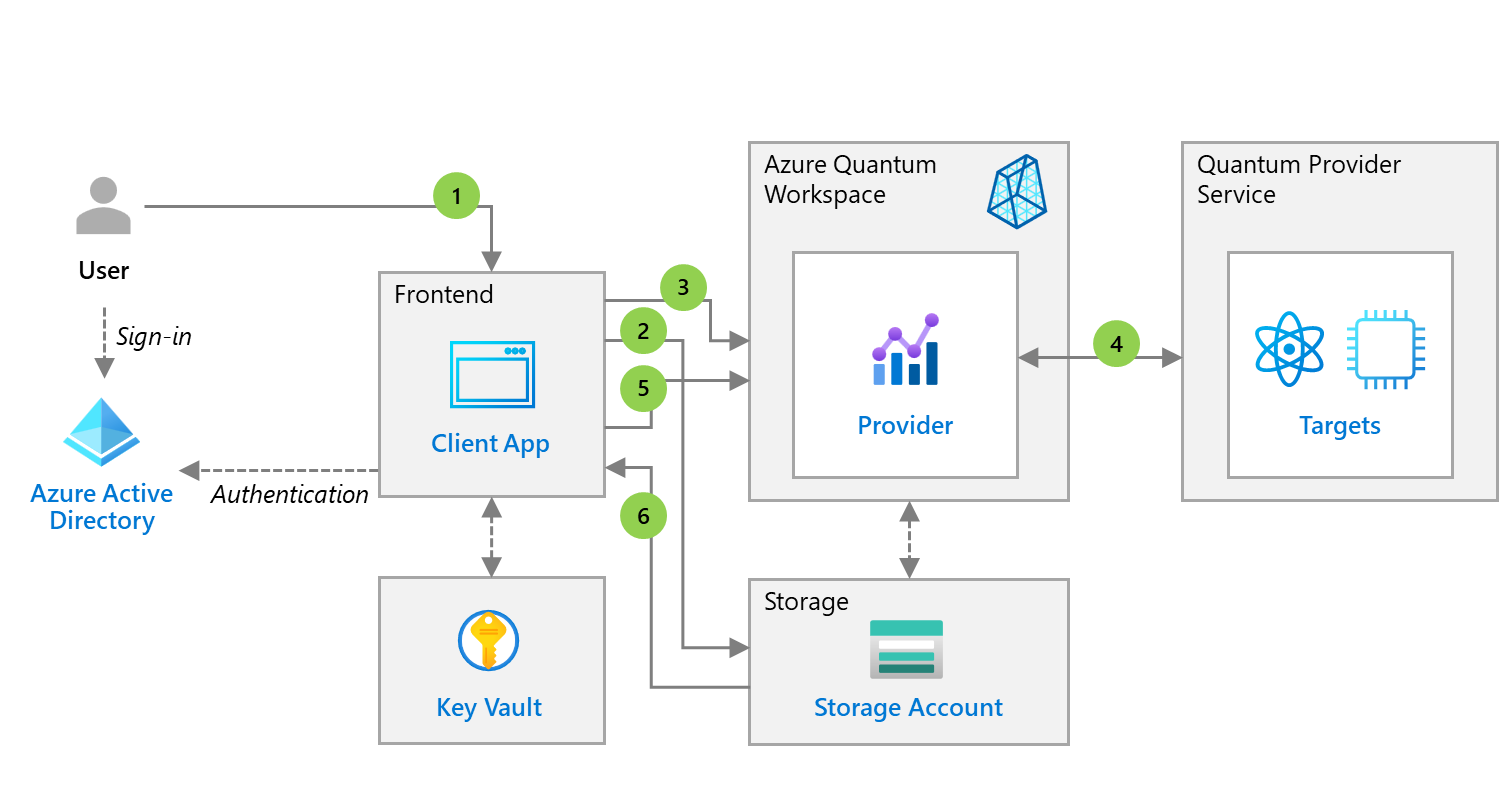 Azure Quantum
Workspace
Quantum Provider
Service
1
User
Sign-in
Frontend
3
2
5
4
Client App
Provider
Targets
Azure Active
Directory
Authentication
6
Key Vault
Storage
Storage Account